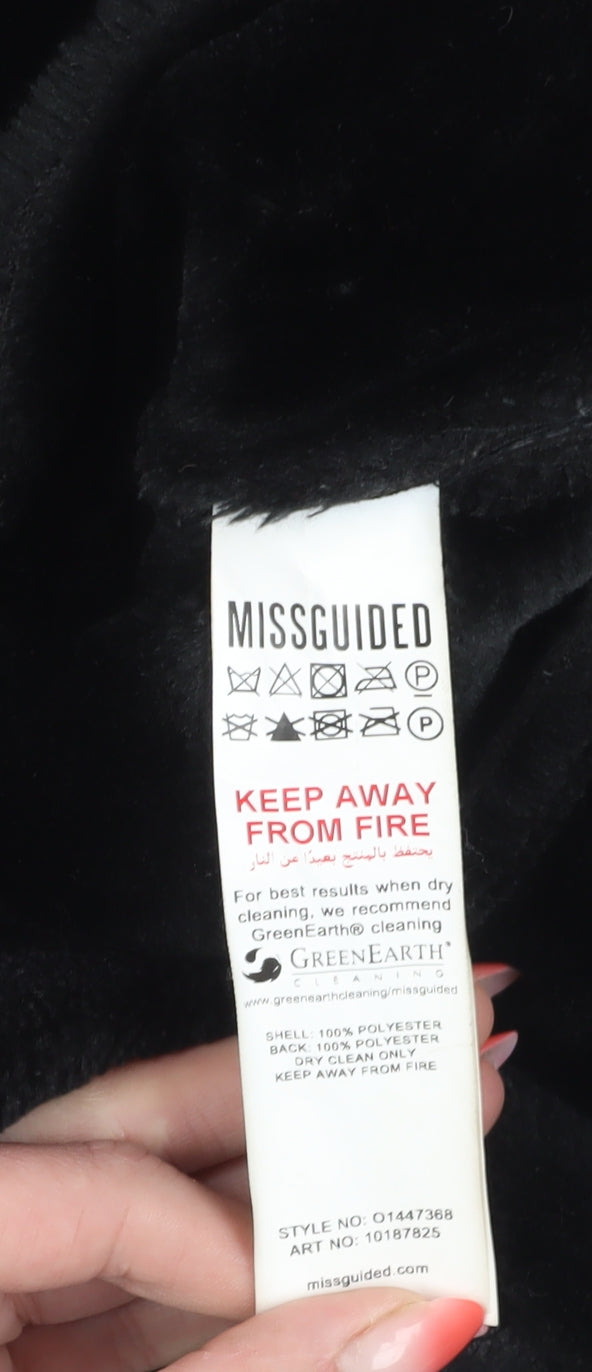 MISSGUIDED
P
P
KEEP AWAY
FROM FIRE
يحتفظ بالمنتج بعيدًا عن النار
For best results when dry
cleaning, we recommend
GreenEarth® cleaning
GREENEARTH®
CLEANING
www.greenearthcleaning/missguided
SHELL: 100% POLYESTER
BACK: 100% POLYESTER
DRY CLEAN ONLY
KEEP AWAY FROM FIRE
STYLE NO: O1447368
ART NO: 10187825
missguided.com